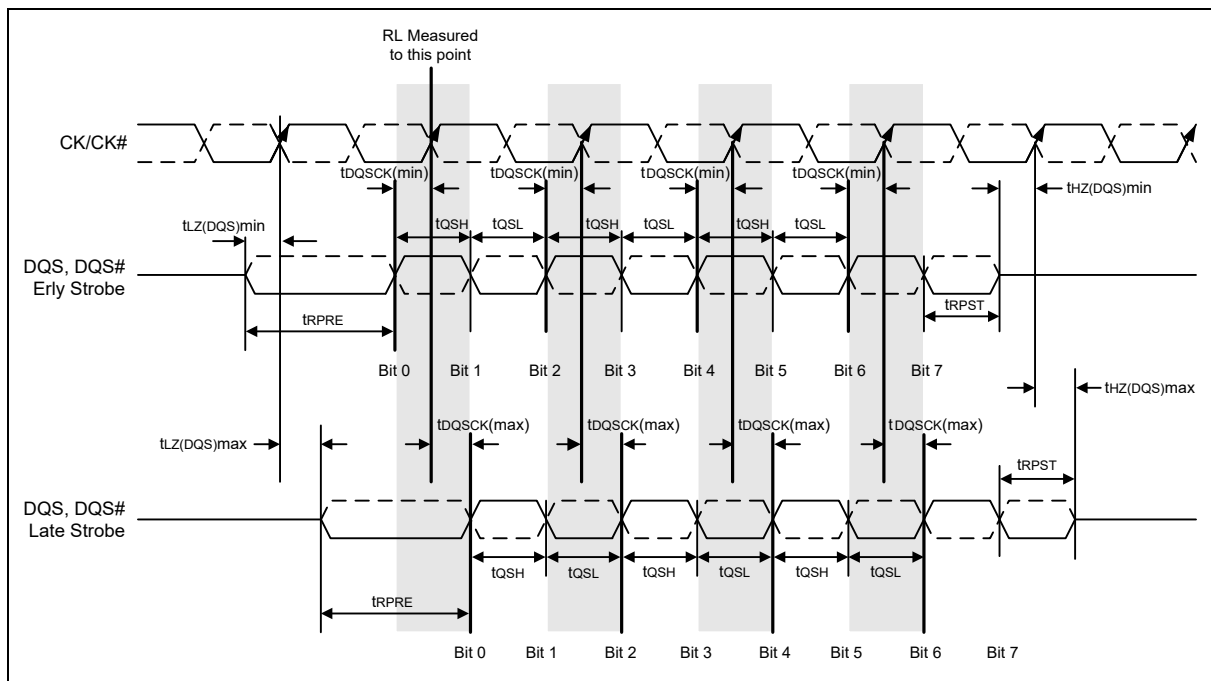 RL Measured
to this point
CK/CK#
tDQSCK(min)
tDQSCK(min)
tDQSCK(min)
tDQSCK(min)
tHZ(DQS)min
tLZ(DQS)min
tQSH
tQSL
tQSH
tQSL
tQSH
tQSL
DQS, DQS#
Erly Strobe
tRPRE
tRPST
Bit 0
Bit 1
Bit 2
Bit 3
Bit 4
Bit 5
Bit 6
Bit 7
tHZ(DQS)max
tLZ(DQS)max
tDQSCK(max)
tDQSCK(max)
tDQSCK(max)
tDQSCK(max)
tRPST
DQS, DQS#
Late Strobe
tQSH
tQSL
tQSH
tQSL
tQSH
tQSL
tRPRE
Bit 0
Bit 1
Bit 2
Bit 3
Bit 4
Bit 5
Bit 6
Bit 7